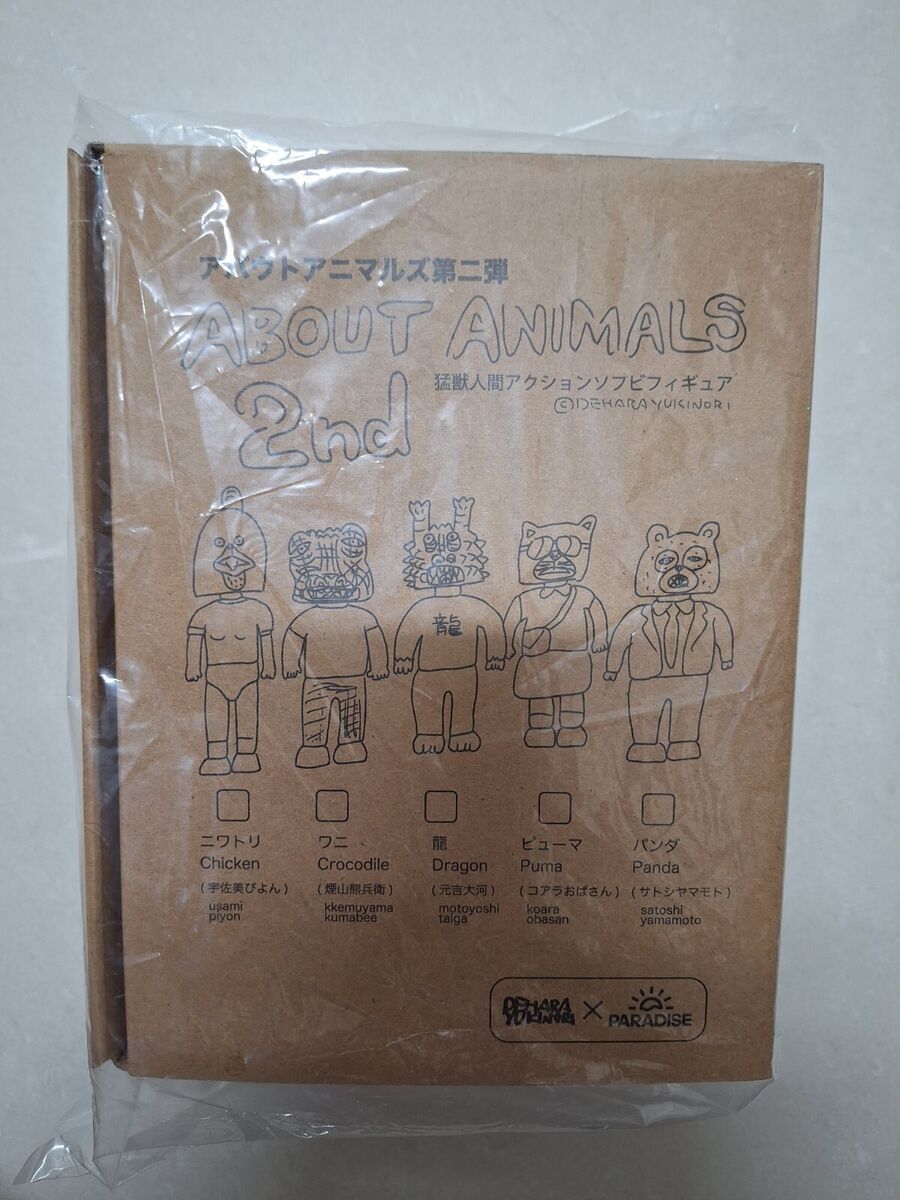 アバウトアニマルズ第二弾
ABOUT ANIMALS
2nd
猛獣人間アクションソフビフィギュア
©DEHARA YUKINORI
龍
ニワトリ
Chicken
(宇佐美ぴよん)
usami
piyon
ワニ
Crocodile
(煙山熊兵衛)
kkemuyama
kumabee
龍
Dragon
(元吉大河)
motoyoshi
taiga
ピューマ
Puma
(コアラおばさん)
koara
obasan
パンダ
Panda
(サトシヤマモト)
satoshi
yamamoto
DEHARA
YUKINORI
×
PARADISE